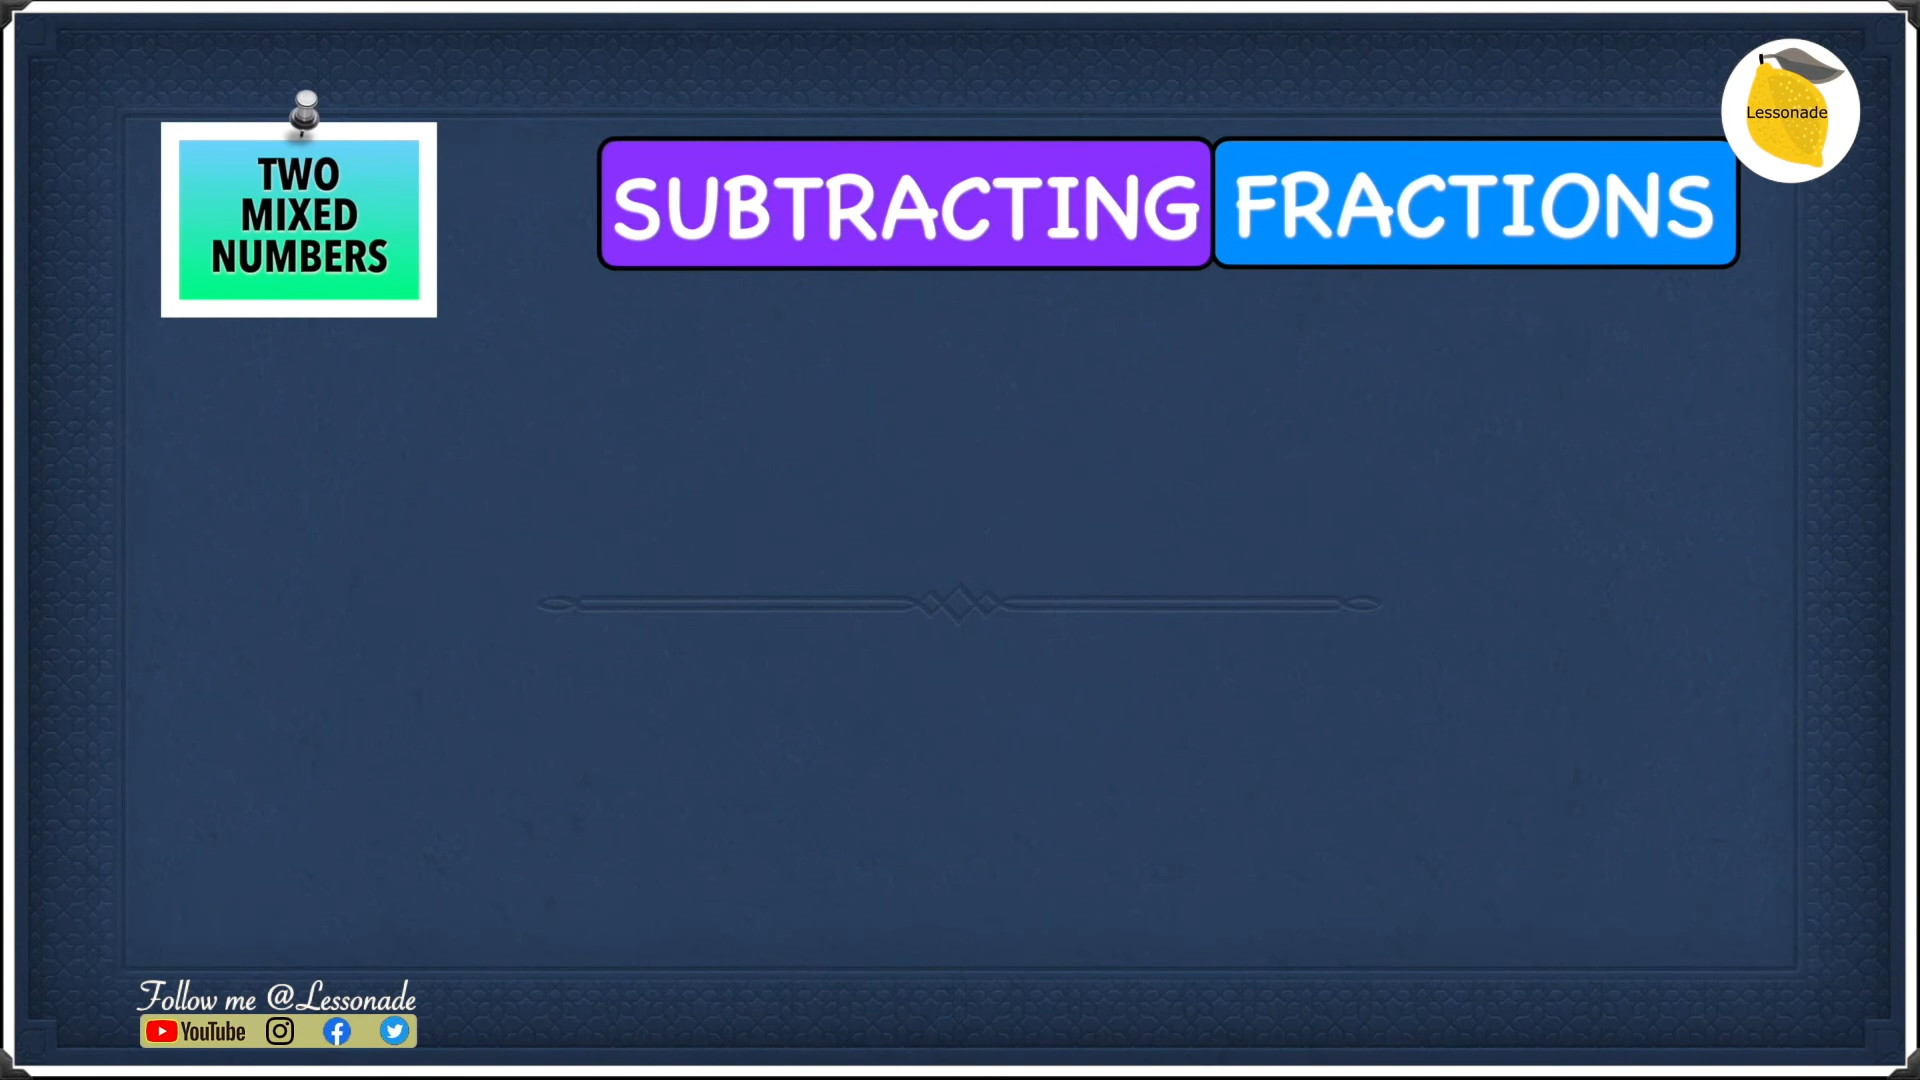 TWO
MIXED
NUMBERS
SUBTRACTING FRACTIONS
Lessonade
Follow me @Lessonade
YouTube